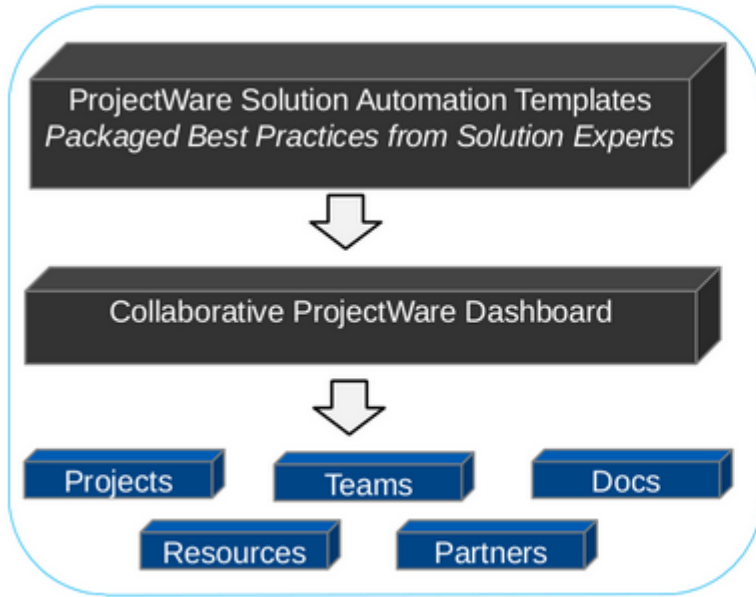 ProjectWare Solution Automation Templates
Packaged Best Practices from Solution Experts
Collaborative ProjectWare Dashboard
Projects
Teams
Docs
Resources
Partners